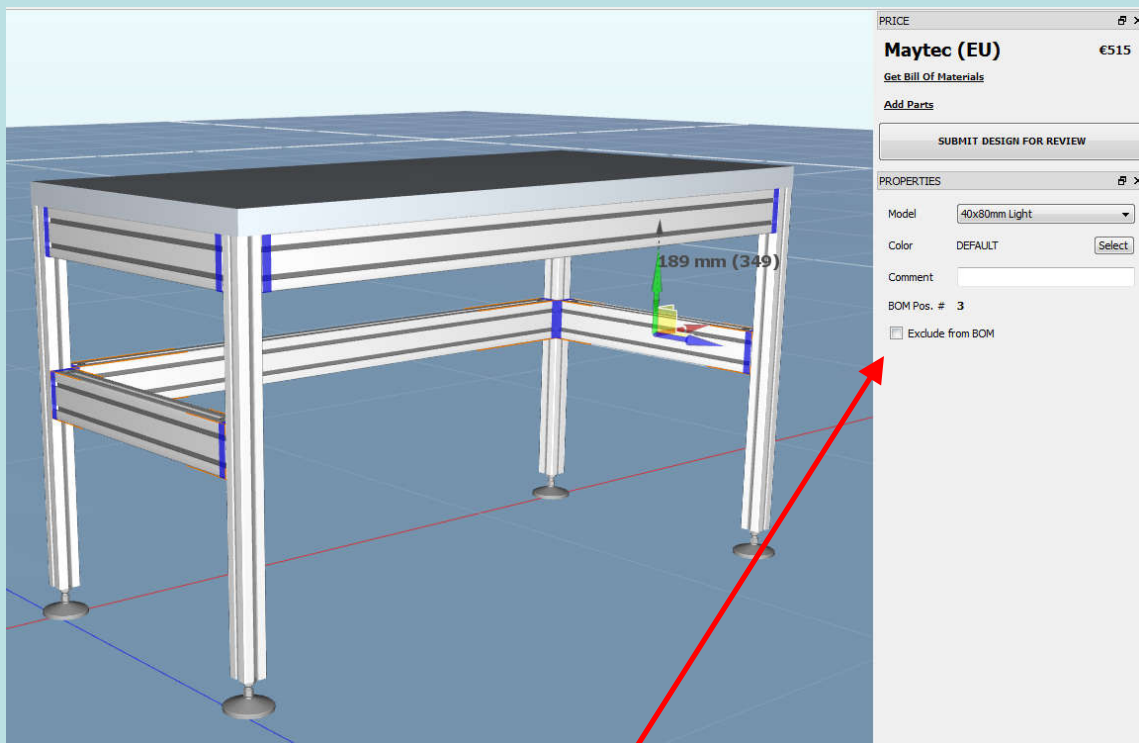 PRICE
Maytec (EU) €515
Get Bill Of Materials
Add Parts
SUBMIT DESIGN FOR REVIEW
PROPERTIES
Model 40x80mm Light
Color DEFAULT Select
Comment
BOM Pos. # 3
Exclude from BOM
189 mm (349)